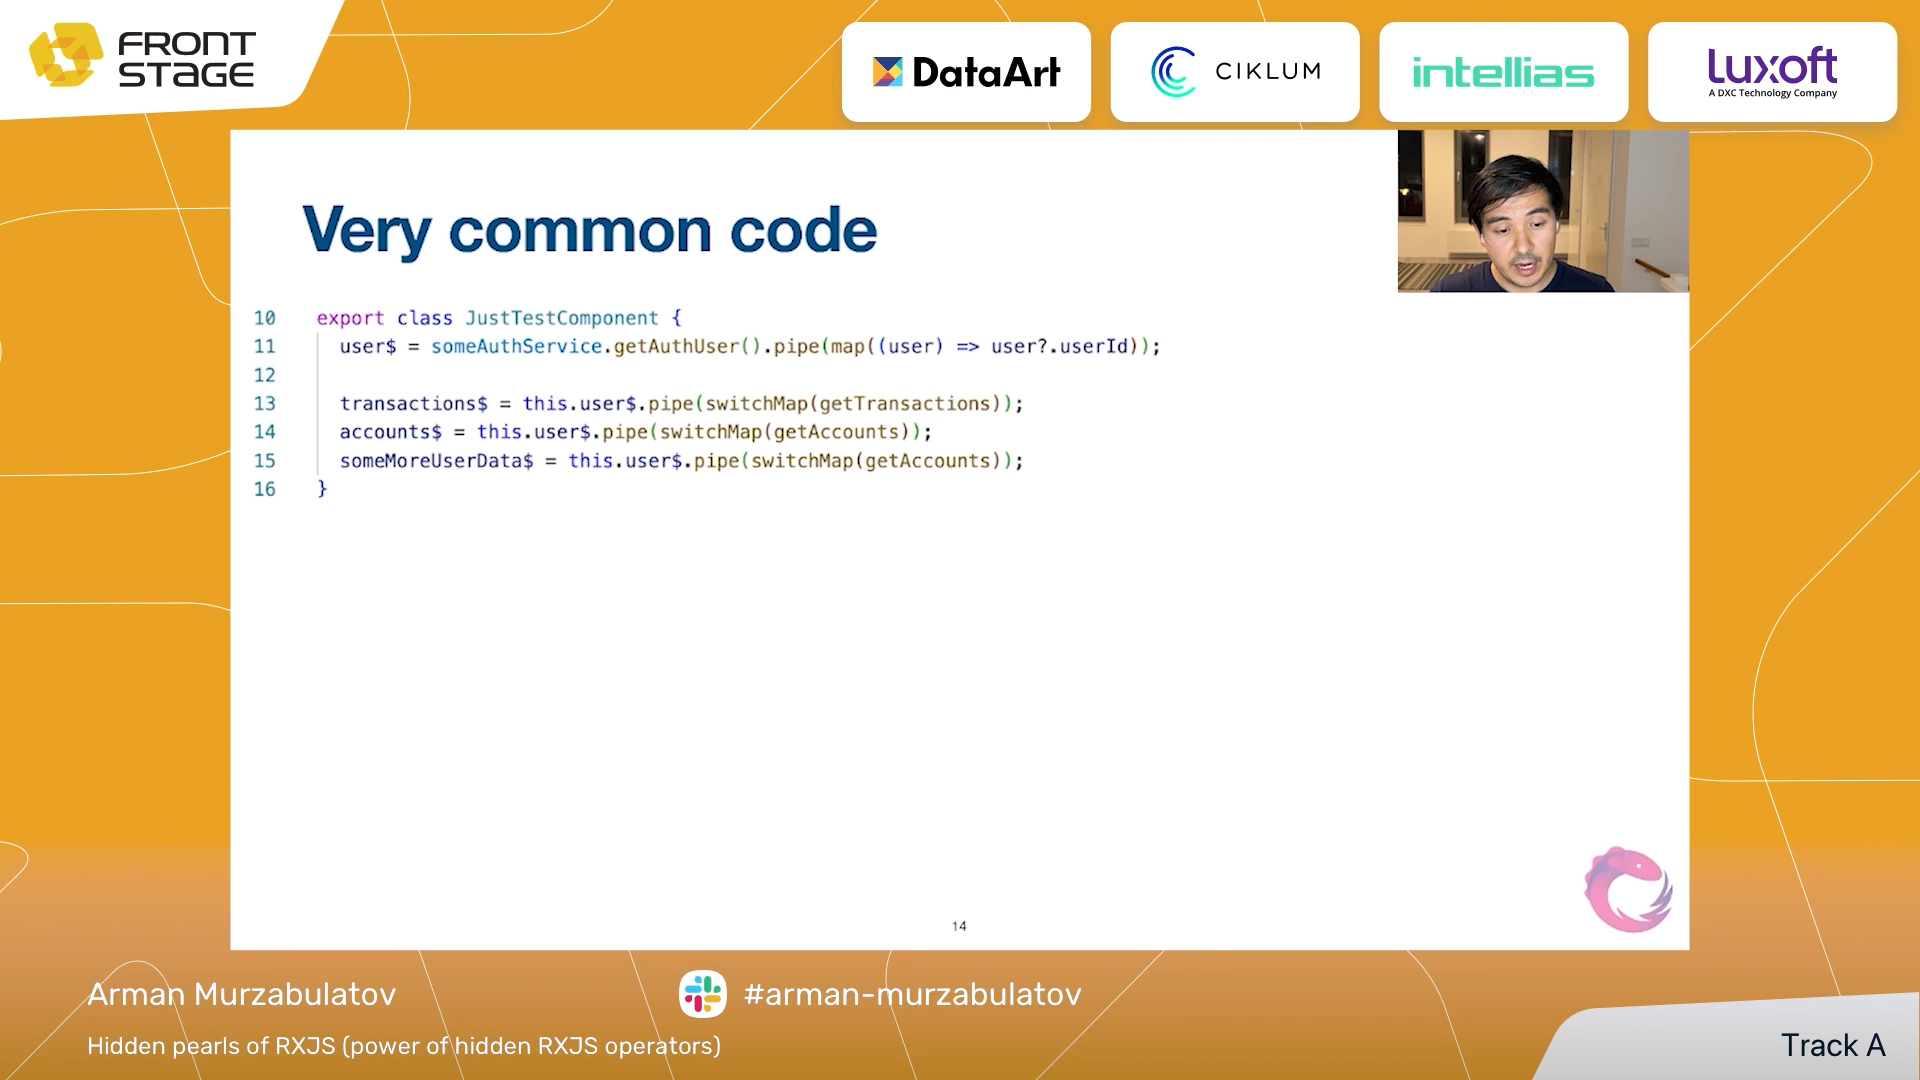 FRONT
STAGE
DataArt
CIKLUM
intellias
Luxoft
A DXC Technology Company
Very common code
10 export class JustTestComponent {
11 user$ = someAuthService.getAuthUser().pipe(map((user) => user?.userId));
12
13 transactions$ = this.user$.pipe(switchMap(getTransactions));
14 accounts$ = this.user$.pipe(switchMap(getAccounts));
15 someMoreUserData$ = this.user$.pipe(switchMap(getAccounts));
16 }
14
Arman Murzabulatov
#arman-murzabulatov
Hidden pearls of RXJS (power of hidden RXJS operators)
Track A